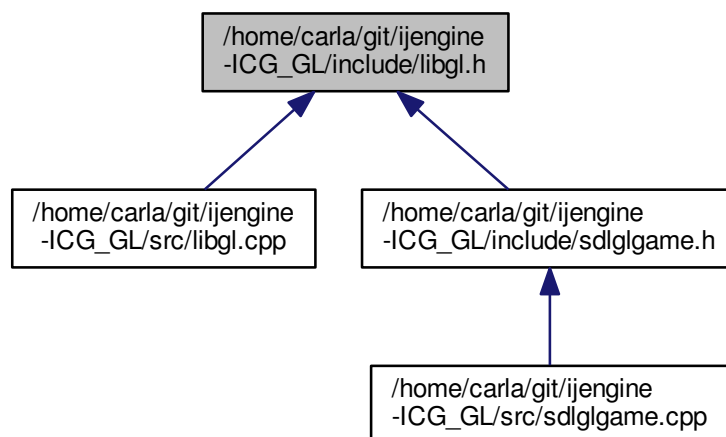 /home/carla/git/ijengine
-ICG_GL/include/libgl.h
/home/carla/git/ijengine
-ICG_GL/src/libgl.cpp
/home/carla/git/ijengine
-ICG_GL/include/sdlglgame.h
/home/carla/git/ijengine
-ICG_GL/src/sdlglgame.cpp